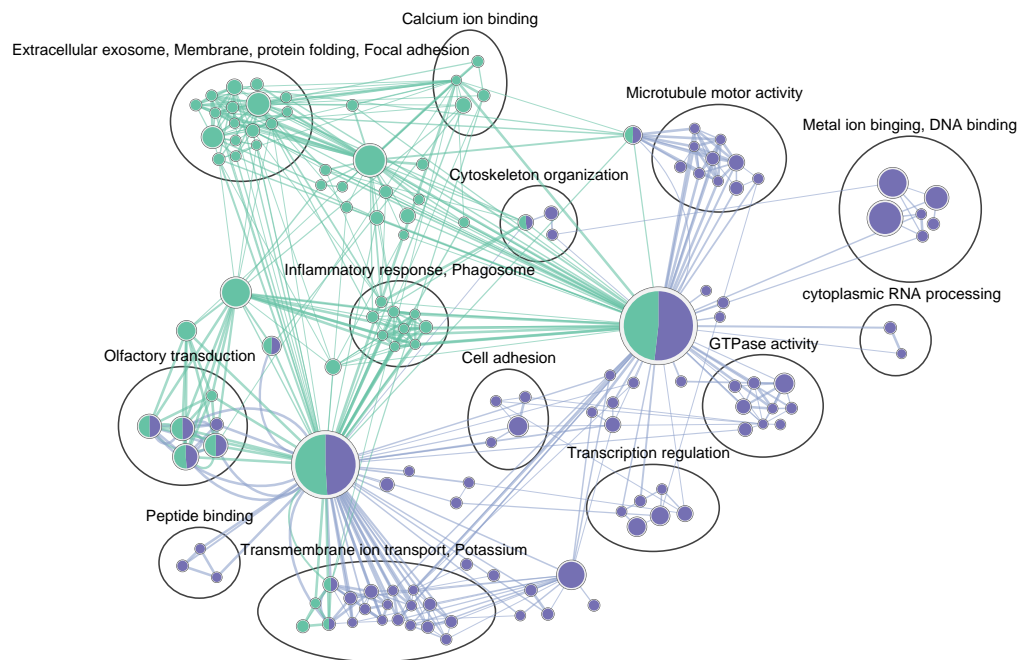 Calcium ion binding
Extracellular exosome, Membrane, protein folding, Focal adhesion
Microtubule motor activity
Metal ion binging, DNA binding
Cytoskeleton organization
Inflammatory response, Phagosome
cytoplasmic RNA processing
GTPase activity
Olfactory transduction
Cell adhesion
Transcription regulation
Peptide binding
Transmembrane ion transport, Potassium